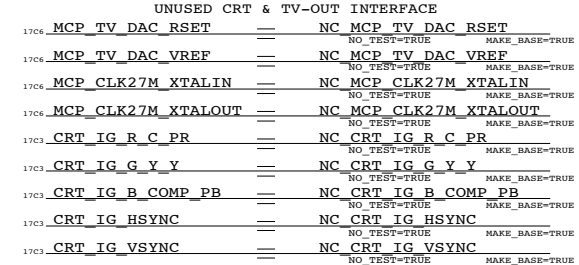 UNUSED CRT & TV-OUT INTERFACE
17C6 MCP_TV_DAC_RSET NC_MCP_TV_DAC_RSET
NO_TEST=TRUE MAKE_BASE=TRUE
17C6 MCP_TV_DAC_VREF NC_MCP_TV_DAC_VREF
NO_TEST=TRUE MAKE_BASE=TRUE
17C6 MCP_CLK27M_XTALIN NC_MCP_CLK27M_XTALIN
NO_TEST=TRUE MAKE_BASE=TRUE
17C6 MCP_CLK27M_XTALOUT NC_MCP_CLK27M_XTALOUT
NO_TEST=TRUE MAKE_BASE=TRUE
17C3 CRT_IG_R_C_PR NC_CRT_IG_R_C_PR
NO_TEST=TRUE MAKE_BASE=TRUE
17C3 CRT_IG_G_Y_Y NC_CRT_IG_G_Y_Y
NO_TEST=TRUE MAKE_BASE=TRUE
17C3 CRT_IG_B_COMP_PB NC_CRT_IG_B_COMP_PB
NO_TEST=TRUE MAKE_BASE=TRUE
17C3 CRT_IG_HSYNC NC_CRT_IG_HSYNC
NO_TEST=TRUE MAKE_BASE=TRUE
17C3 CRT_IG_VSYNC NC_CRT_IG_VSYNC
NO_TEST=TRUE MAKE_BASE=TRUE